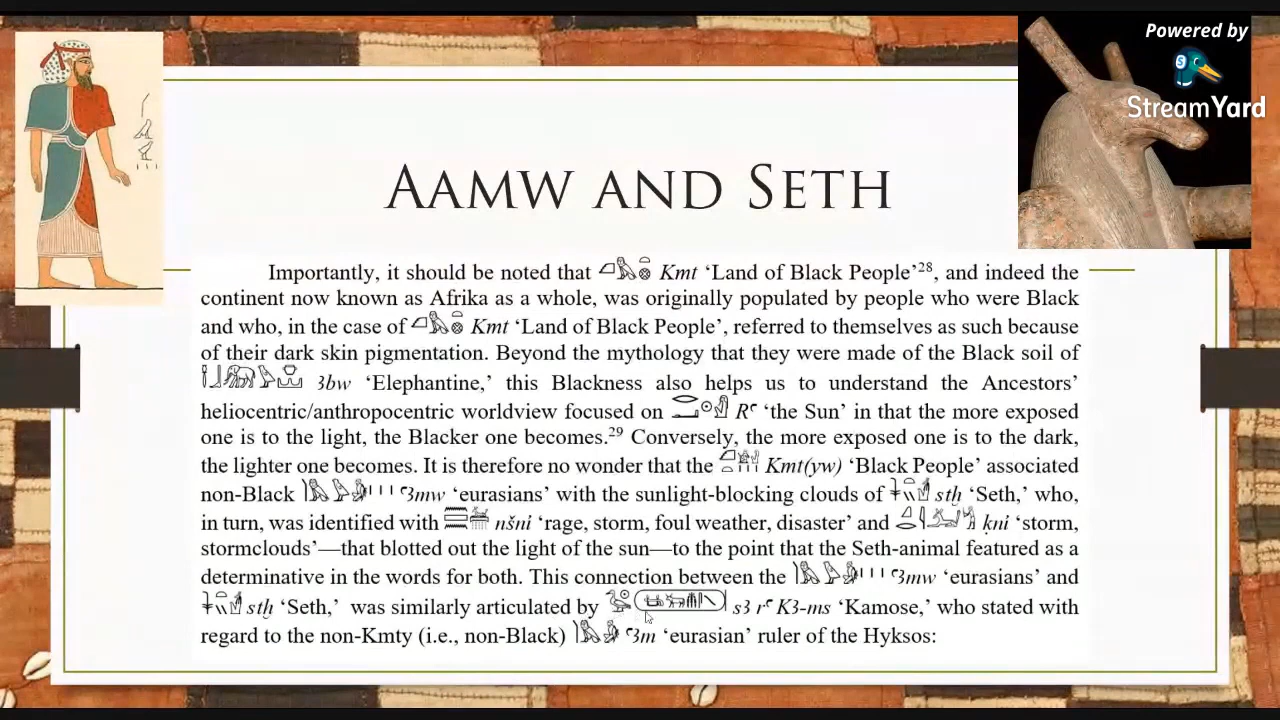 Powered by
StreamYard
AAMW AND SETH
Importantly, it should be noted that Kmt ‘Land of Black People’²⁸, and indeed the
continent now known as Afrika as a whole, was originally populated by people who were Black
and who, in the case of Kmt ‘Land of Black People’, referred to themselves as such because
of their dark skin pigmentation. Beyond the mythology that they were made of the Black soil of
ꜣbw ‘Elephantine,’ this Blackness also helps us to understand the Ancestors’
heliocentric/anthropocentric worldview focused on Rꜥ ‘the Sun’ in that the more exposed
one is to the light, the Blacker one becomes.²⁹ Conversely, the more exposed one is to the dark,
the lighter one becomes. It is therefore no wonder that the Kmt(yw) ‘Black People’ associated
non-Black ꜥꜣmw ‘eurasians’ with the sunlight-blocking clouds of stẖ ‘Seth,’ who,
in turn, was identified with nšni ‘rage, storm, foul weather, disaster’ and ḳni ‘storm,
stormclouds’—that blotted out the light of the sun—to the point that the Seth-animal featured as a
determinative in the words for both. This connection between the ꜥꜣmw ‘eurasians’ and
stẖ ‘Seth,’ was similarly articulated by sꜣ rꜥ Kꜣ-ms ‘Kamose,’ who stated with
regard to the non-Kmty (i.e., non-Black) ꜥꜣm ‘eurasian’ ruler of the Hyksos: